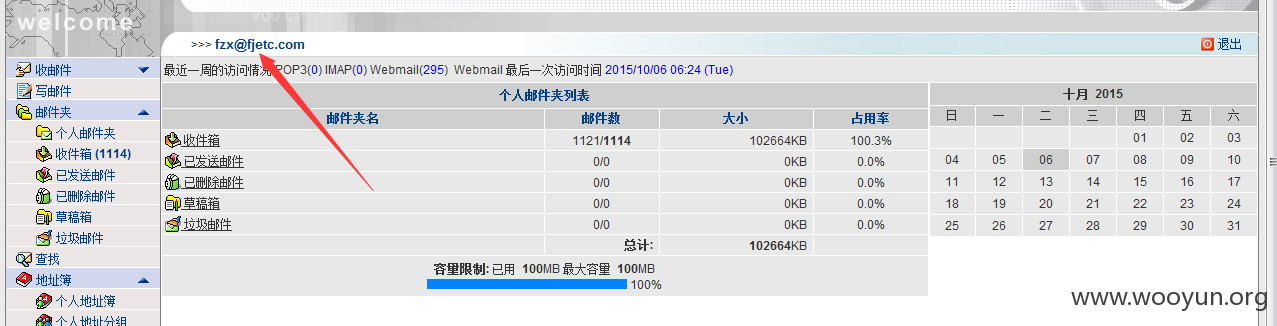 welcome
>>> fzx@fjetc.com
退出
收邮件
写邮件
邮件夹
个人邮件夹
收件箱 (1114)
已发送邮件
已删除邮件
草稿箱
垃圾邮件
查找
地址簿
个人地址簿
个人地址分组
最近一周的访问情况 POP3(0) IMAP(0) Webmail(295) Webmail 最后一次访问时间 2015/10/06 06:24 (Tue)
个人邮件夹列表
邮件夹名 邮件数 大小 占用率
收件箱 1121/1114 102664KB 100.3%
已发送邮件 0/0 0KB 0.0%
已删除邮件 0/0 0KB 0.0%
草稿箱 0/0 0KB 0.0%
垃圾邮件 0/0 0KB 0.0%
总计: 102664KB
容量限制: 已用 100MB 最大容量 100MB
100%
十月 2015
日 一 二 三 四 五 六
01 02 03
04 05 06 07 08 09 10
11 12 13 14 15 16 17
18 19 20 21 22 23 24
25 26 27 28 29 30 31
www.wooyun.org